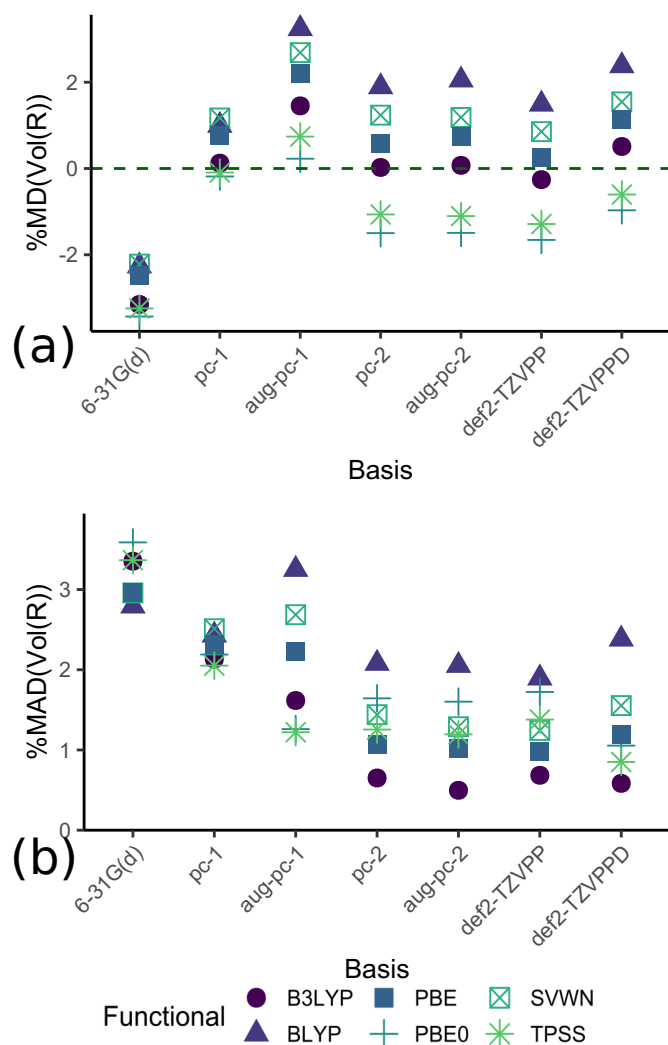 %MD(Vol(R))
2
0
-2
(a)
6-31G(d)
pc-1
aug-pc-1
pc-2
aug-pc-2
def2-TZVPP
def2-TZVPPD
Basis
%MAD(Vol(R))
3
2
1
0
(b)
6-31G(d)
pc-1
aug-pc-1
pc-2
aug-pc-2
def2-TZVPP
def2-TZVPPD
Basis
Functional
B3LYP PBE SVWN
BLYP PBE0 TPSS